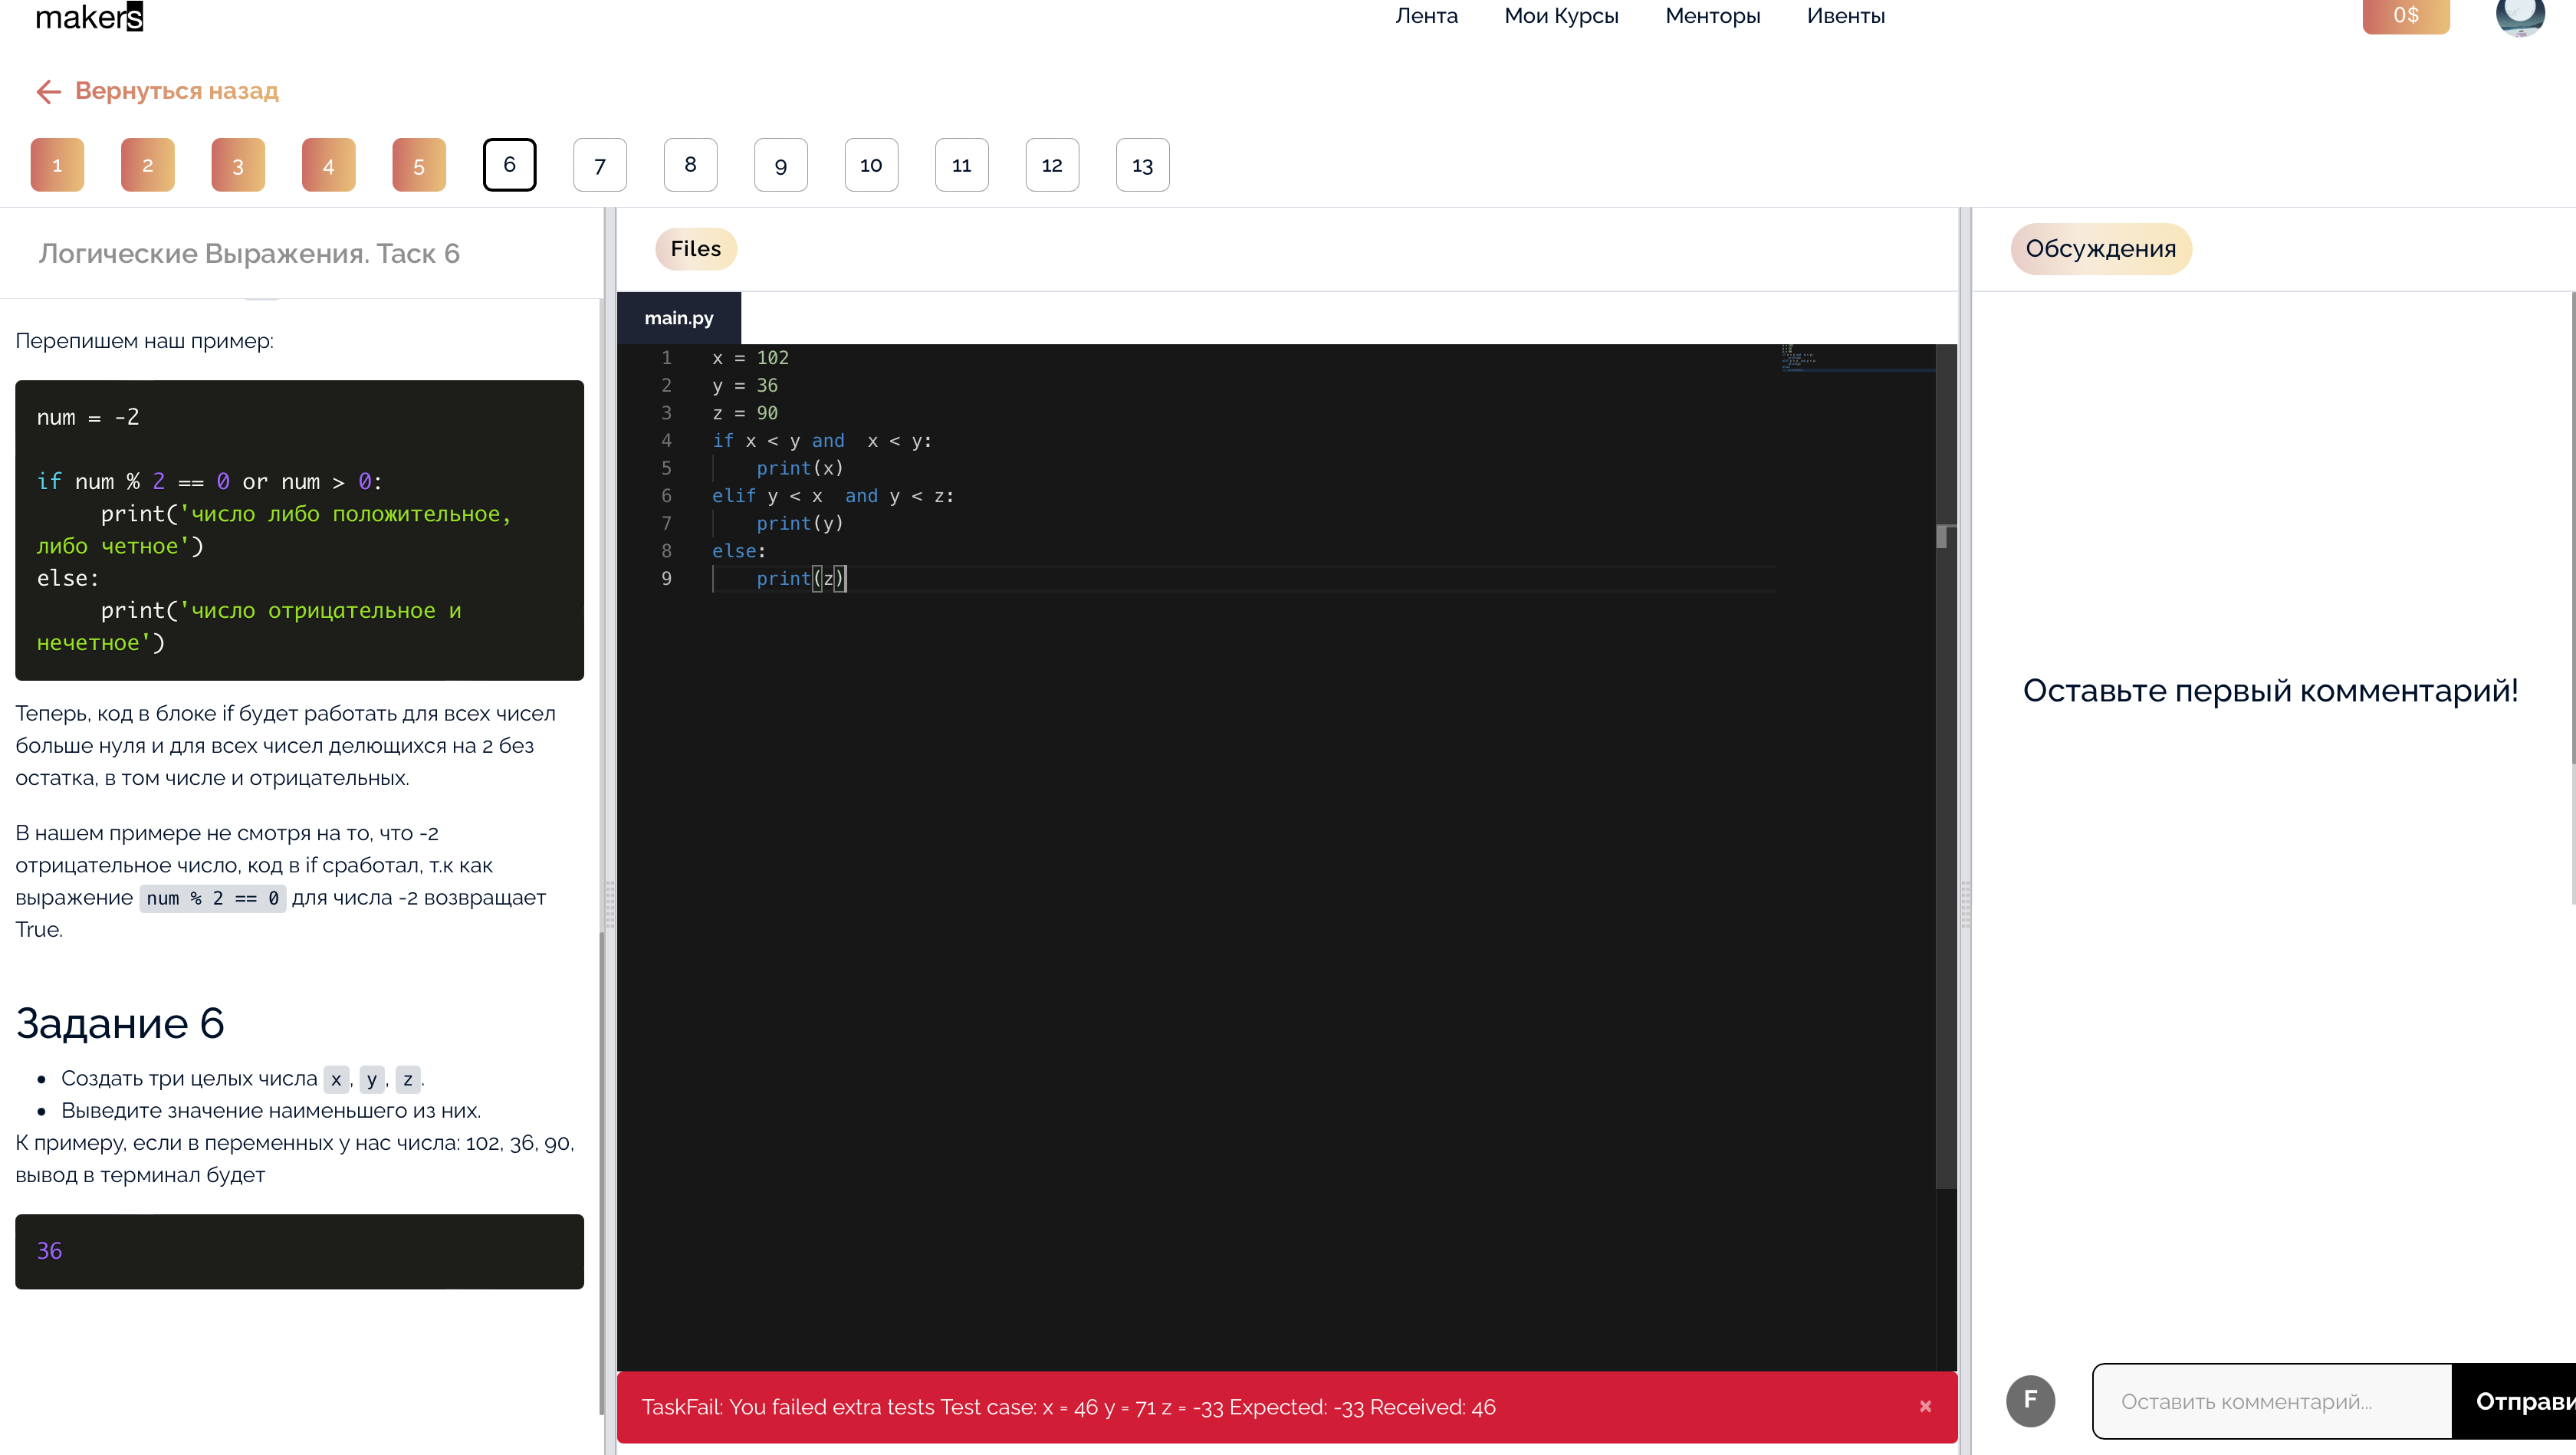 makers
Лента Мои Курсы Менторы Ивенты
0$
Вернуться назад
1 2 3 4 5 6 7 8 9 10 11 12 13
Логические Выражения. Таск 6
Перепишем наш пример:
num = -2
if num % 2 == 0 or num > 0:
print('число либо положительное,
либо четное')
else:
print('число отрицательное и
нечетное')
Теперь, код в блоке if будет работать для всех чисел
больше нуля и для всех чисел делющихся на 2 без
остатка, в том числе и отрицательных.
В нашем примере не смотря на то, что -2
отрицательное число, код в if сработал, т.к как
выражение num % 2 == 0 для числа -2 возвращает
True.
Задание 6
• Создать три целых числа x, y, z.
• Выведите значение наименьшего из них.
К примеру, если в переменных у нас числа: 102, 36, 90,
вывод в терминал будет
36
Files
main.py
1 x = 102
2 y = 36
3 z = 90
4 if x < y and  x < y:
5     print(x)
6 elif y < x  and y < z:
7     print(y)
8 else:
9     print(z)
TaskFail: You failed extra tests Test case: x = 46 y = 71 z = -33 Expected: -33 Received: 46
×
Обсуждения
Оставьте первый комментарий!
F
Оставить комментарий...
Отправи